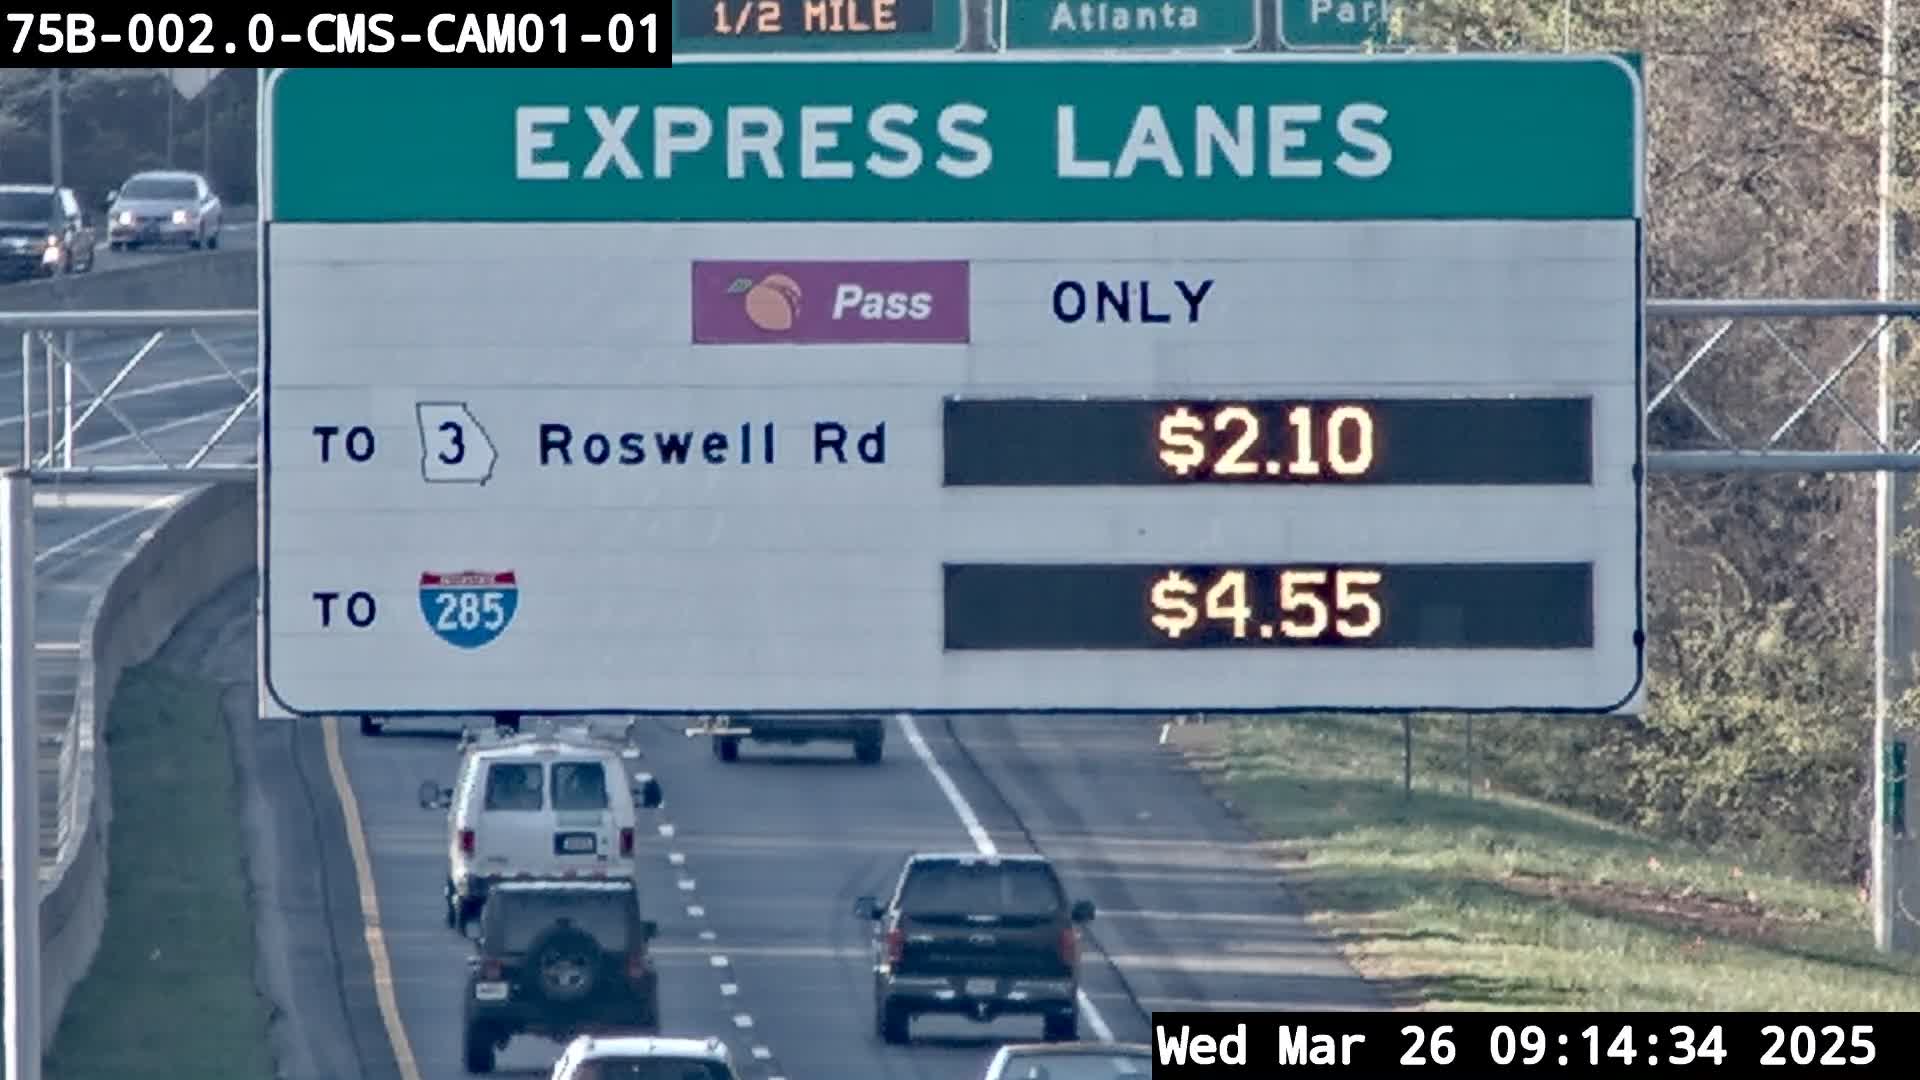 75B-002.0-CMS-CAM01-01
1/2 MILE
Atlanta
EXPRESS LANES
Pass ONLY
TO 3 Roswell Rd $2.10
TO 285 $4.55
Wed Mar 26 09:14:34 2025